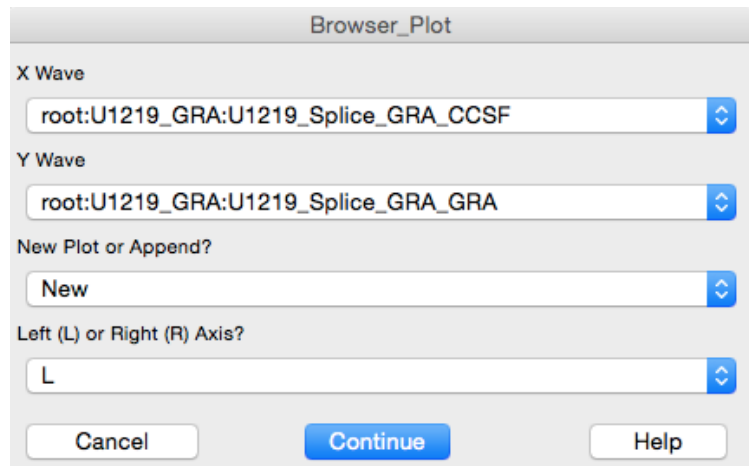 Browser_Plot
X Wave
root:U1219_GRA:U1219_Splice_GRA_CCSF
Y Wave
root:U1219_GRA:U1219_Splice_GRA_GRA
New Plot or Append?
New
Left (L) or Right (R) Axis?
L
Cancel Continue Help